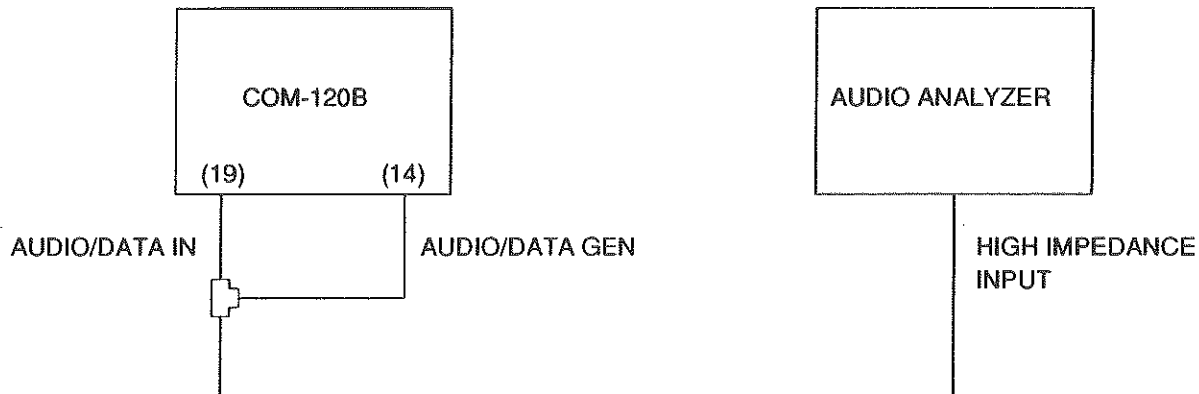 COM-120B
AUDIO ANALYZER
(19)
(14)
AUDIO/DATA IN
AUDIO/DATA GEN
HIGH IMPEDANCE
INPUT